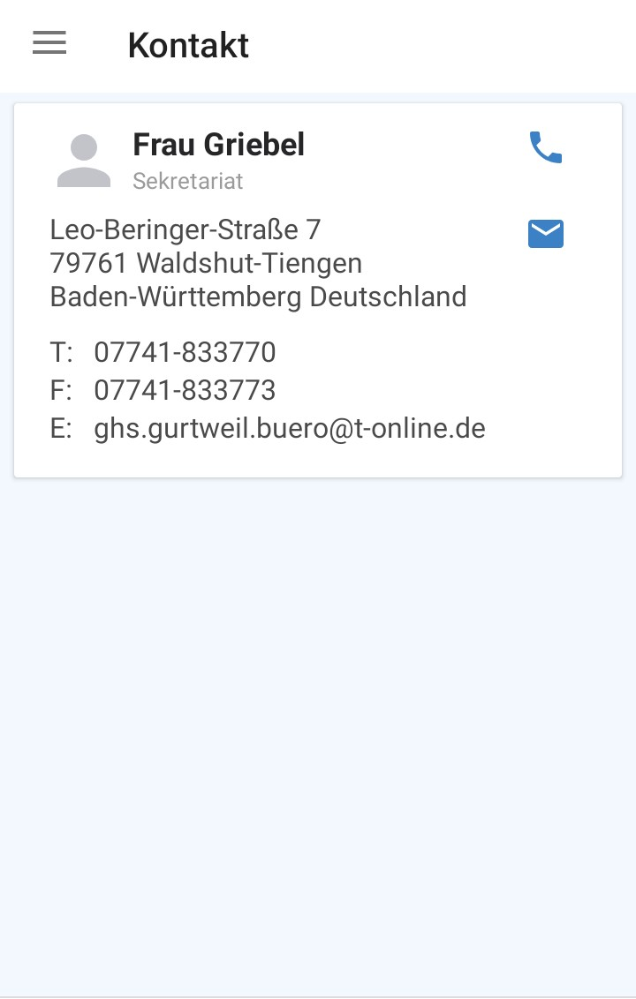 Kontakt
Frau Griebel
Sekretariat
Leo-Beringer-Straße 7
79761 Waldshut-Tiengen
Baden-Württemberg Deutschland
T: 07741-833770
F: 07741-833773
E: ghs.gurtweil.buero@t-online.de